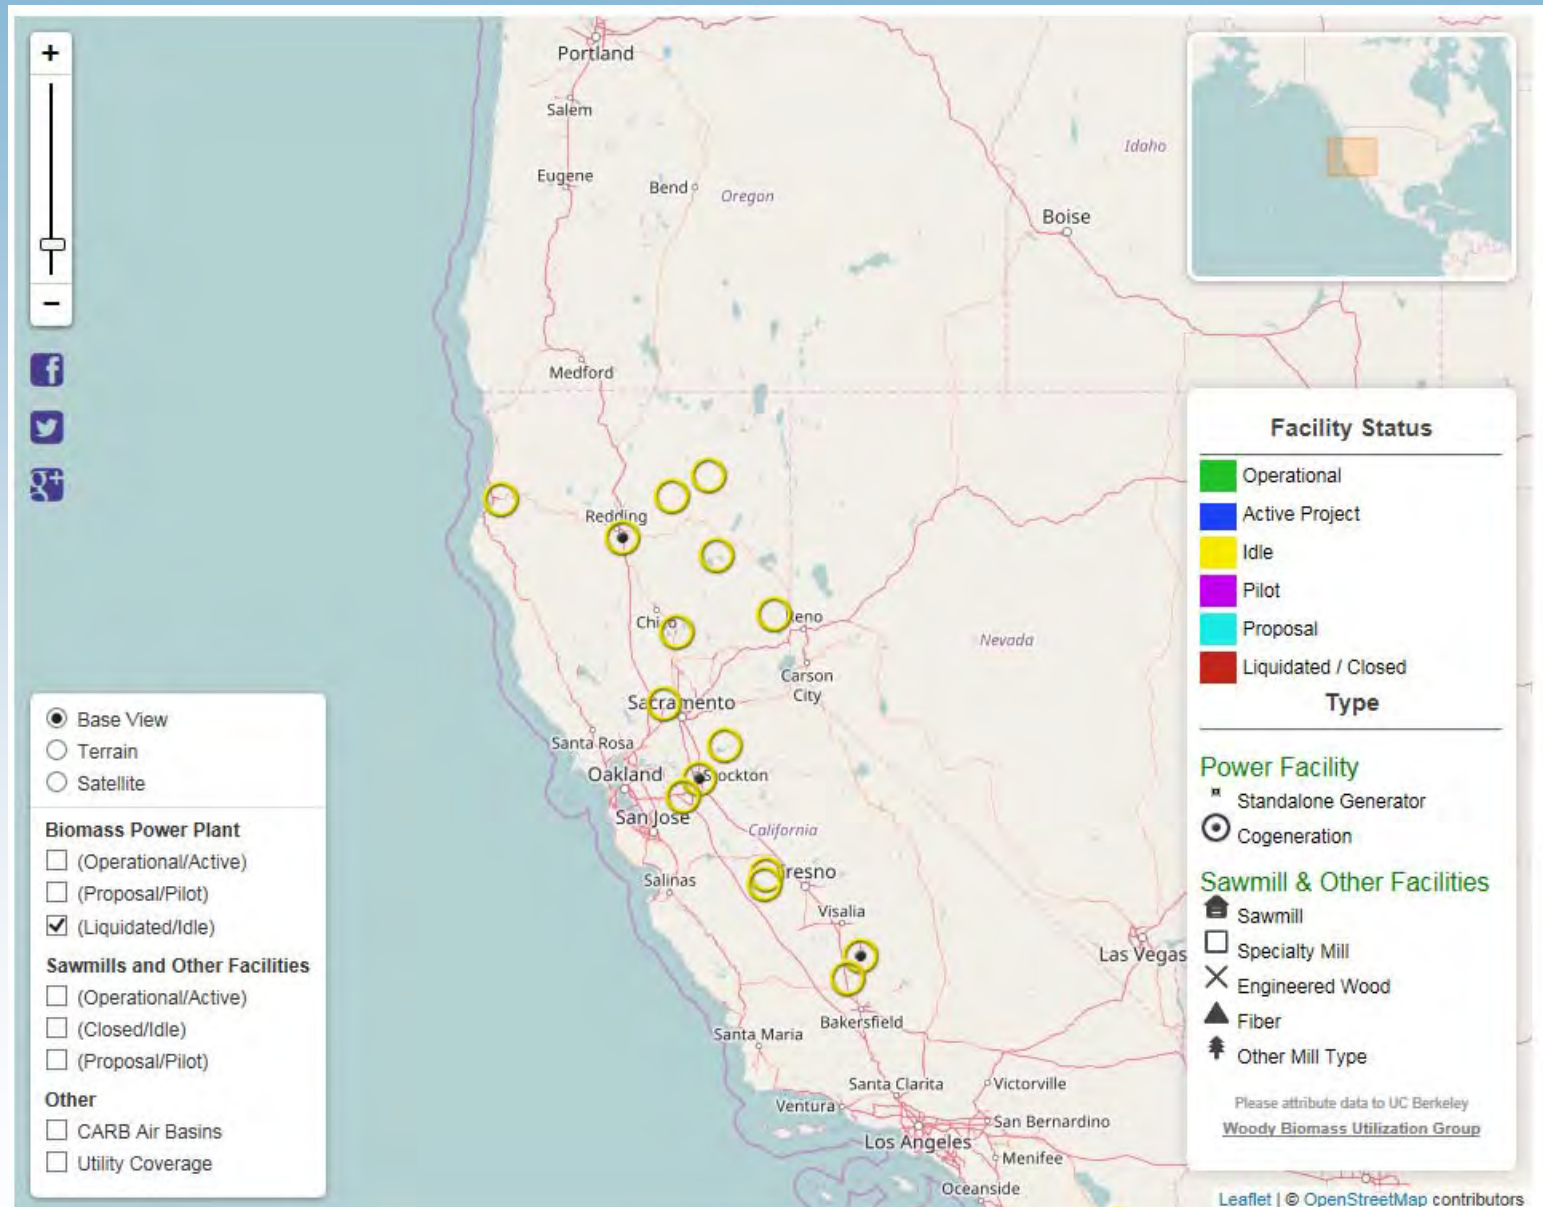 +
−
Portland
Salem
Eugene
Bend
Oregon
Idaho
Boise
Medford
Redding
Chico
Reno
Nevada
Carson
City
Sacramento
Santa Rosa
Oakland
Stockton
San Jose
California
Salinas
Fresno
Visalia
Las Vegas
Bakersfield
Santa Maria
Santa Clarita
Victorville
Ventura
San Bernardino
Los Angeles
Menifee
Oceanside
Base View
Terrain
Satellite
Biomass Power Plant
(Operational/Active)
(Proposal/Pilot)
(Liquidated/Idle)
Sawmills and Other Facilities
(Operational/Active)
(Closed/Idle)
(Proposal/Pilot)
Other
CARB Air Basins
Utility Coverage
Facility Status
Operational
Active Project
Idle
Pilot
Proposal
Liquidated / Closed
Type
Power Facility
Standalone Generator
Cogeneration
Sawmill & Other Facilities
Sawmill
Specialty Mill
Engineered Wood
Fiber
Other Mill Type
Please attribute data to UC Berkeley
Woody Biomass Utilization Group
Leaflet | © OpenStreetMap contributors